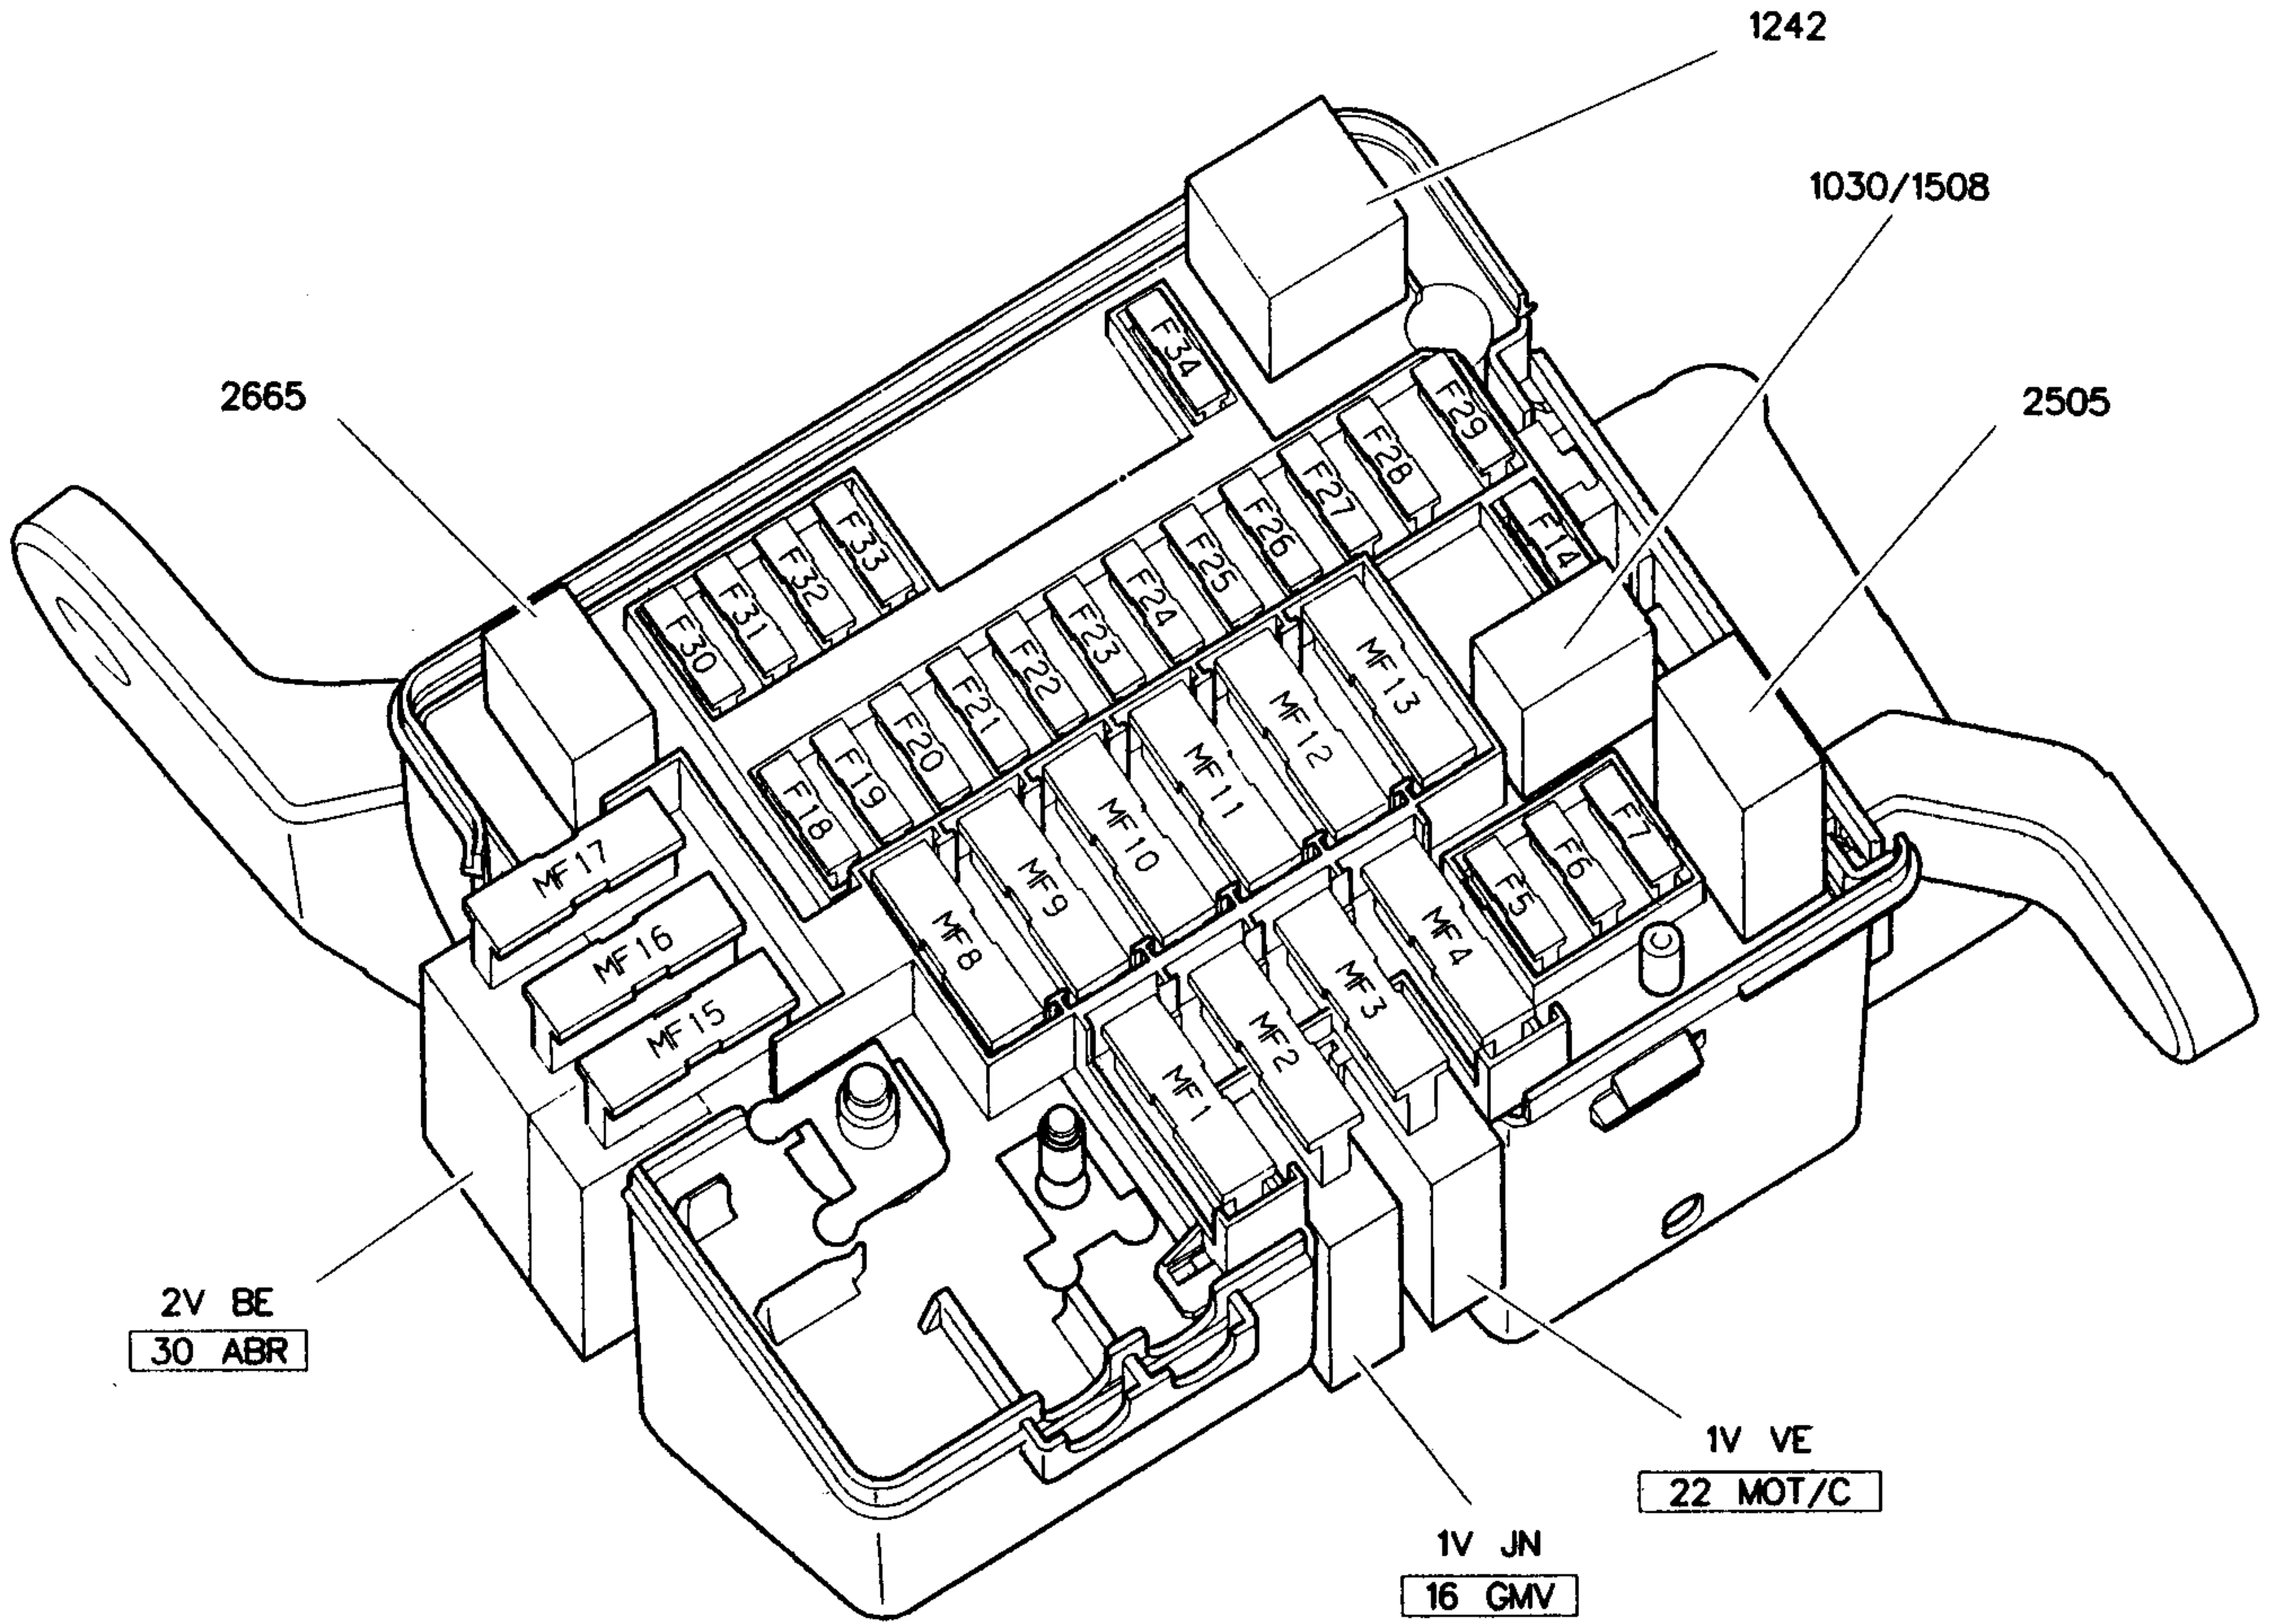 1242
1030/1508
2665
2505
F34
F29
F28
F27
F26
F25
F24
F23
F22
F21
F20
F19
F18
F33
F32
F31
F30
F14
MF13
MF12
MF11
MF10
MF9
MF8
F7
F6
F5
MF4
MF3
MF2
MF1
MF17
MF16
MF15
2V BE
30 ABR
1V VE
22 MOT/C
1V JN
16 GMV